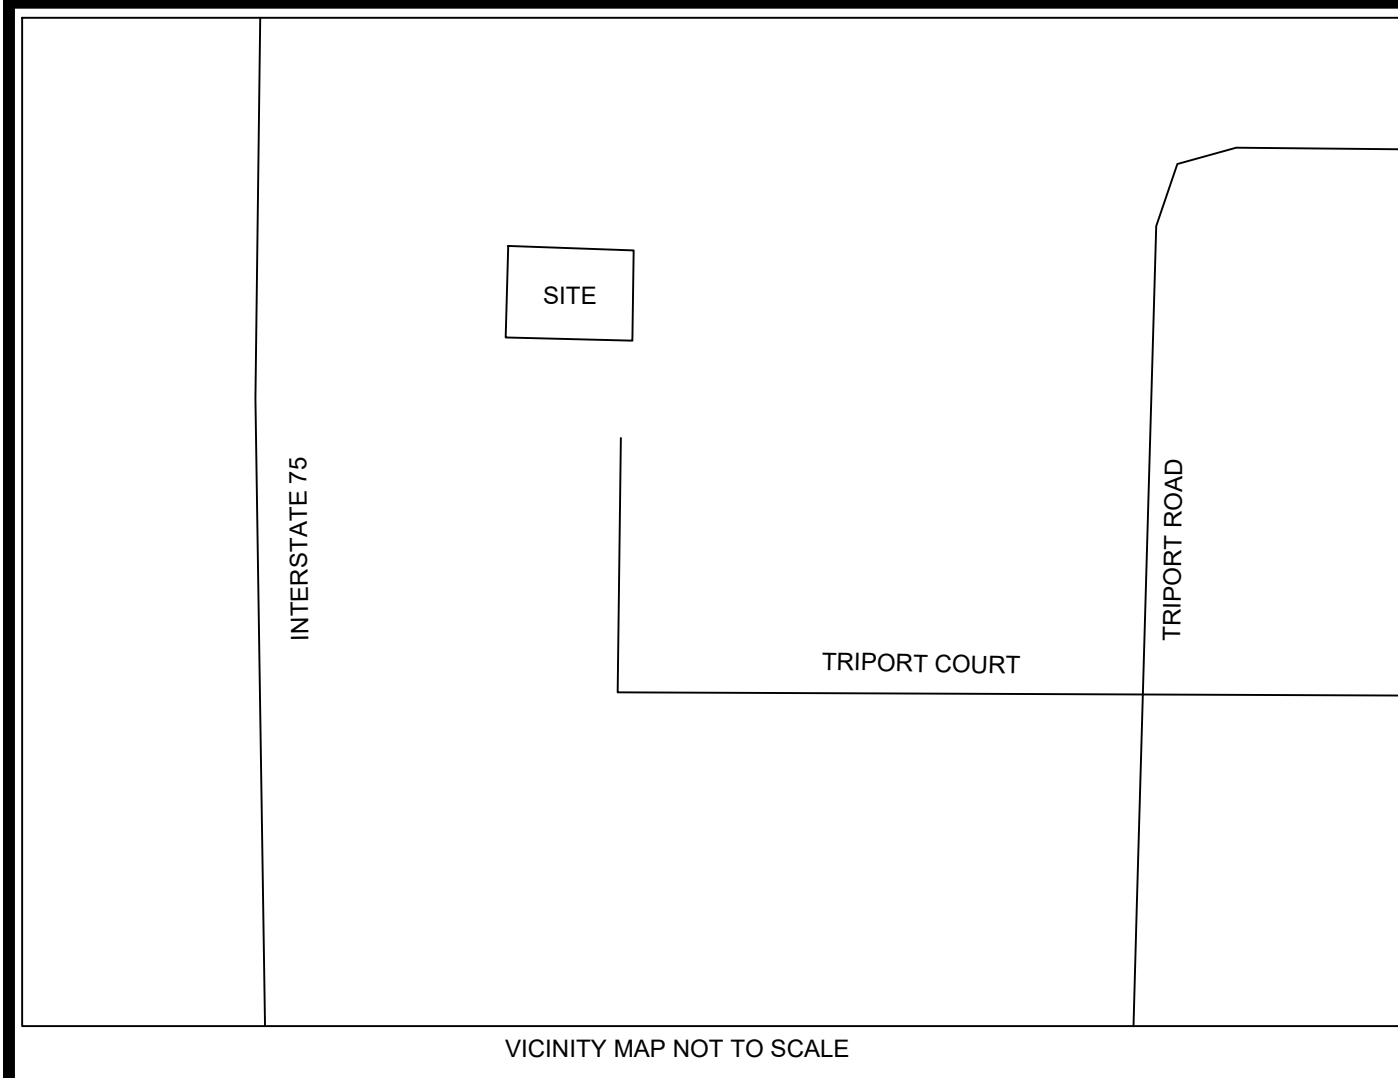 SITE
INTERSTATE 75
TRIPORT ROAD
TRIPORT COURT
VICINITY MAP NOT TO SCALE